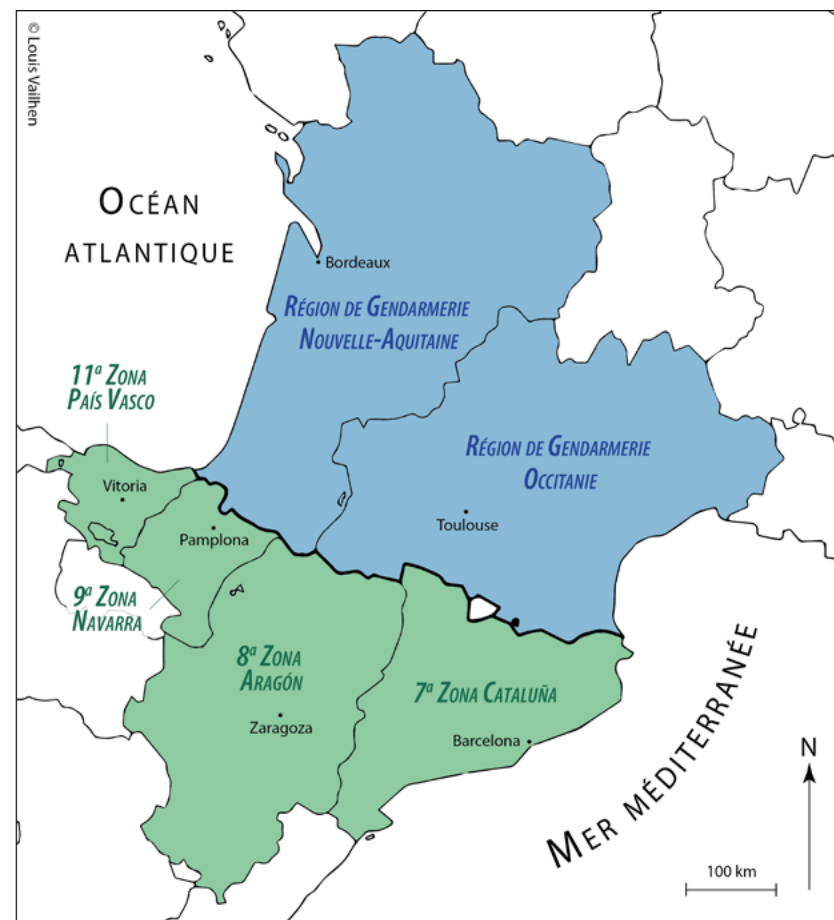 © Louis Vailhen
OCÉAN
ATLANTIQUE
Bordeaux
RÉGION DE GENDARMERIE
NOUVELLE-AQUITAINE
11ª ZONA
PAÍS VASCO
RÉGION DE GENDARMERIE
OCCITANIE
Vitoria
Toulouse
Pamplona
9ª ZONA
NAVARRA
8ª ZONA
ARAGÓN
7ª ZONA CATALUÑA
Zaragoza
Barcelona
MER MÉDITERRANÉE
N
100 km